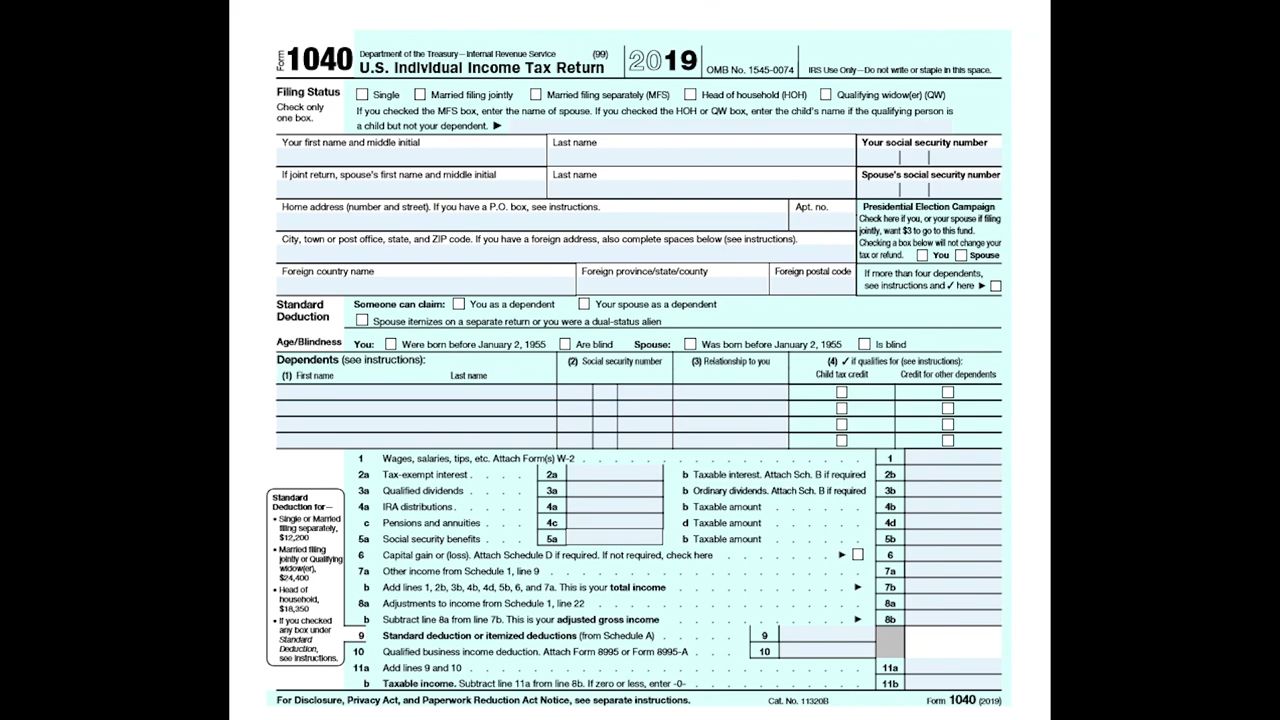 Form 1040 Department of the Treasury—Internal Revenue Service (99) U.S. Individual Income Tax Return 2019 OMB No. 1545-0074 IRS Use Only—Do not write or staple in this space.
Filing Status Single Married filing jointly Married filing separately (MFS) Head of household (HOH) Qualifying widow(er) (QW)
Check only one box.
If you checked the MFS box, enter the name of spouse. If you checked the HOH or QW box, enter the child's name if the qualifying person is
a child but not your dependent. ►
Your first name and middle initial Last name Your social security number
If joint return, spouse's first name and middle initial Last name Spouse's social security number
Home address (number and street). If you have a P.O. box, see instructions. Apt. no.
Presidential Election Campaign
Check here if you, or your spouse if filing
jointly, want $3 to go to this fund.
Checking a box below will not change your
tax or refund. You Spouse
City, town or post office, state, and ZIP code. If you have a foreign address, also complete spaces below (see instructions).
Foreign country name Foreign province/state/county Foreign postal code
If more than four dependents,
see instructions and ✓ here ►
Standard Deduction
Someone can claim: You as a dependent Your spouse as a dependent
Spouse itemizes on a separate return or you were a dual-status alien
Age/Blindness You: Were born before January 2, 1955 Are blind Spouse: Was born before January 2, 1955 Is blind
Dependents (see instructions): (2) Social security number (3) Relationship to you (4) ✓ if qualifies for (see instructions):
(1) First name Last name Child tax credit Credit for other dependents
1 Wages, salaries, tips, etc. Attach Form(s) W-2 . . . . . . . . . . . . . . . . 1
2a Tax-exempt interest . . . . 2a b Taxable interest. Attach Sch. B if required 2b
3a Qualified dividends . . . . 3a b Ordinary dividends. Attach Sch. B if required 3b
4a IRA distributions . . . . . 4a b Taxable amount . . . . . . 4b
c Pensions and annuities . . . 4c d Taxable amount . . . . . . 4d
5a Social security benefits . . . 5a b Taxable amount . . . . . . 5b
6 Capital gain or (loss). Attach Schedule D if required. If not required, check here . . . . . . . ► 6
7a Other income from Schedule 1, line 9 . . . . . . . . . . . . . . . . . . 7a
b Add lines 1, 2b, 3b, 4b, 4d, 5b, 6, and 7a. This is your total income . . . . . . . . . . ► 7b
8a Adjustments to income from Schedule 1, line 22 . . . . . . . . . . . . . . . . 8a
b Subtract line 8a from line 7b. This is your adjusted gross income . . . . . . . . . . ► 8b
9 Standard deduction or itemized deductions (from Schedule A) . . . . . 9
10 Qualified business income deduction. Attach Form 8995 or Form 8995-A . . . 10
11a Add lines 9 and 10 . . . . . . . . . . . . . . . . . . . . . 11a
b Taxable income. Subtract line 11a from line 8b. If zero or less, enter -0- . . . . . . . . . 11b
Standard
Deduction for—
• Single or Married
filing separately,
$12,200
• Married filing
jointly or Qualifying
widow(er),
$24,400
• Head of
household,
$18,350
• If you checked
any box under
Standard
Deduction,
see instructions.
For Disclosure, Privacy Act, and Paperwork Reduction Act Notice, see separate instructions. Cat. No. 11320B Form 1040 (2019)